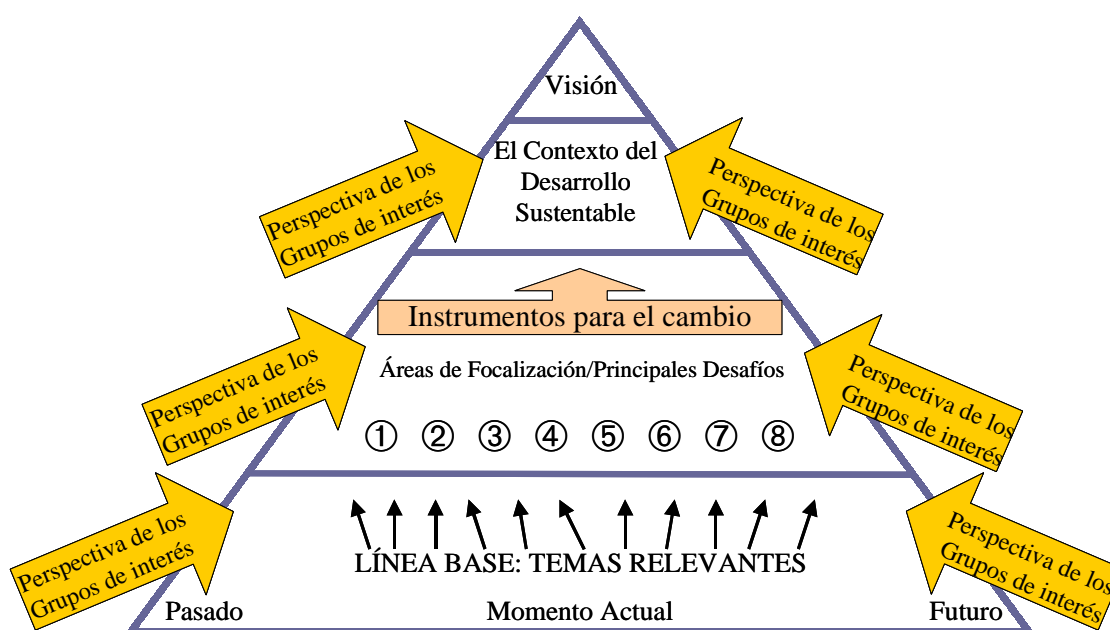 Visión
El Contexto del
Desarrollo
Sustentable
Perspectiva de los
Grupos de interés
Perspectiva de los
Grupos de interés
Instrumentos para el cambio
Áreas de Focalización/Principales Desafíos
Perspectiva de los
Grupos de interés
Perspectiva de los
Grupos de interés
① ② ③ ④ ⑤ ⑥ ⑦ ⑧
Perspectiva de los
Grupos de interés
Perspectiva de los
Grupos de interés
LÍNEA BASE: TEMAS RELEVANTES
Pasado Momento Actual Futuro